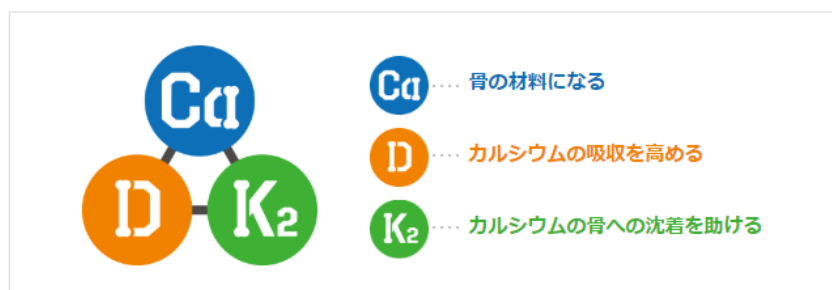 Ca
D
K2
Ca ····· 骨の材料になる
D ····· カルシウムの吸収を高める
K2 ····· カルシウムの骨への沈着を助ける